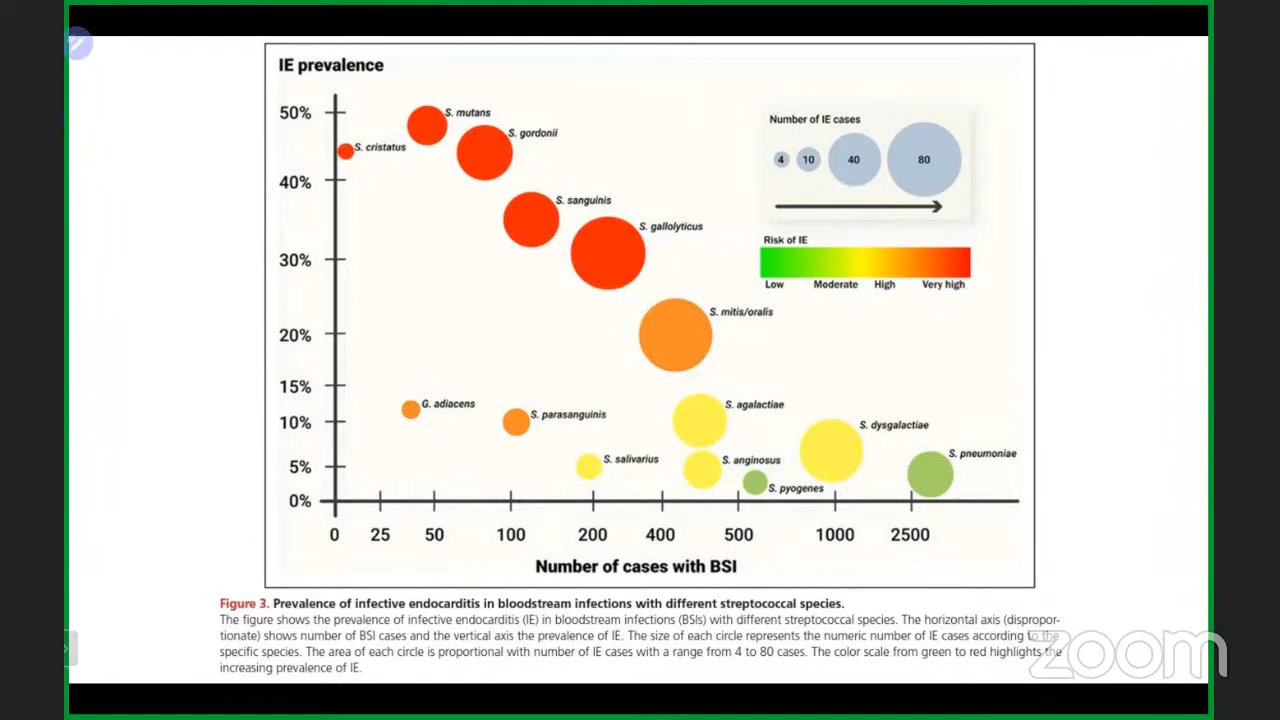 IE prevalence
50%
40%
30%
20%
15%
10%
5%
0%
S. mutans
S. gordonii
S. cristatus
S. sanguinis
S. gallolyticus
S. mitis/oralis
G. adiacens
S. parasanguinis
S. agalactiae
S. dysgalactiae
S. salivarius
S. anginosus
S. pneumoniae
S. pyogenes
Number of IE cases
4 10 40 80
Risk of IE
Low Moderate High Very high
0 25 50 100 200 400 500 1000 2500
Number of cases with BSI
Figure 3. Prevalence of infective endocarditis in bloodstream infections with different streptococcal species.
The figure shows the prevalence of infective endocarditis (IE) in bloodstream infections (BSIs) with different streptococcal species. The horizontal axis (dispropor-
tionate) shows number of BSI cases and the vertical axis the prevalence of IE. The size of each circle represents the numeric number of IE cases according to the
specific species. The area of each circle is proportional with number of IE cases with a range from 4 to 80 cases. The color scale from green to red highlights the
increasing prevalence of IE.
zoom